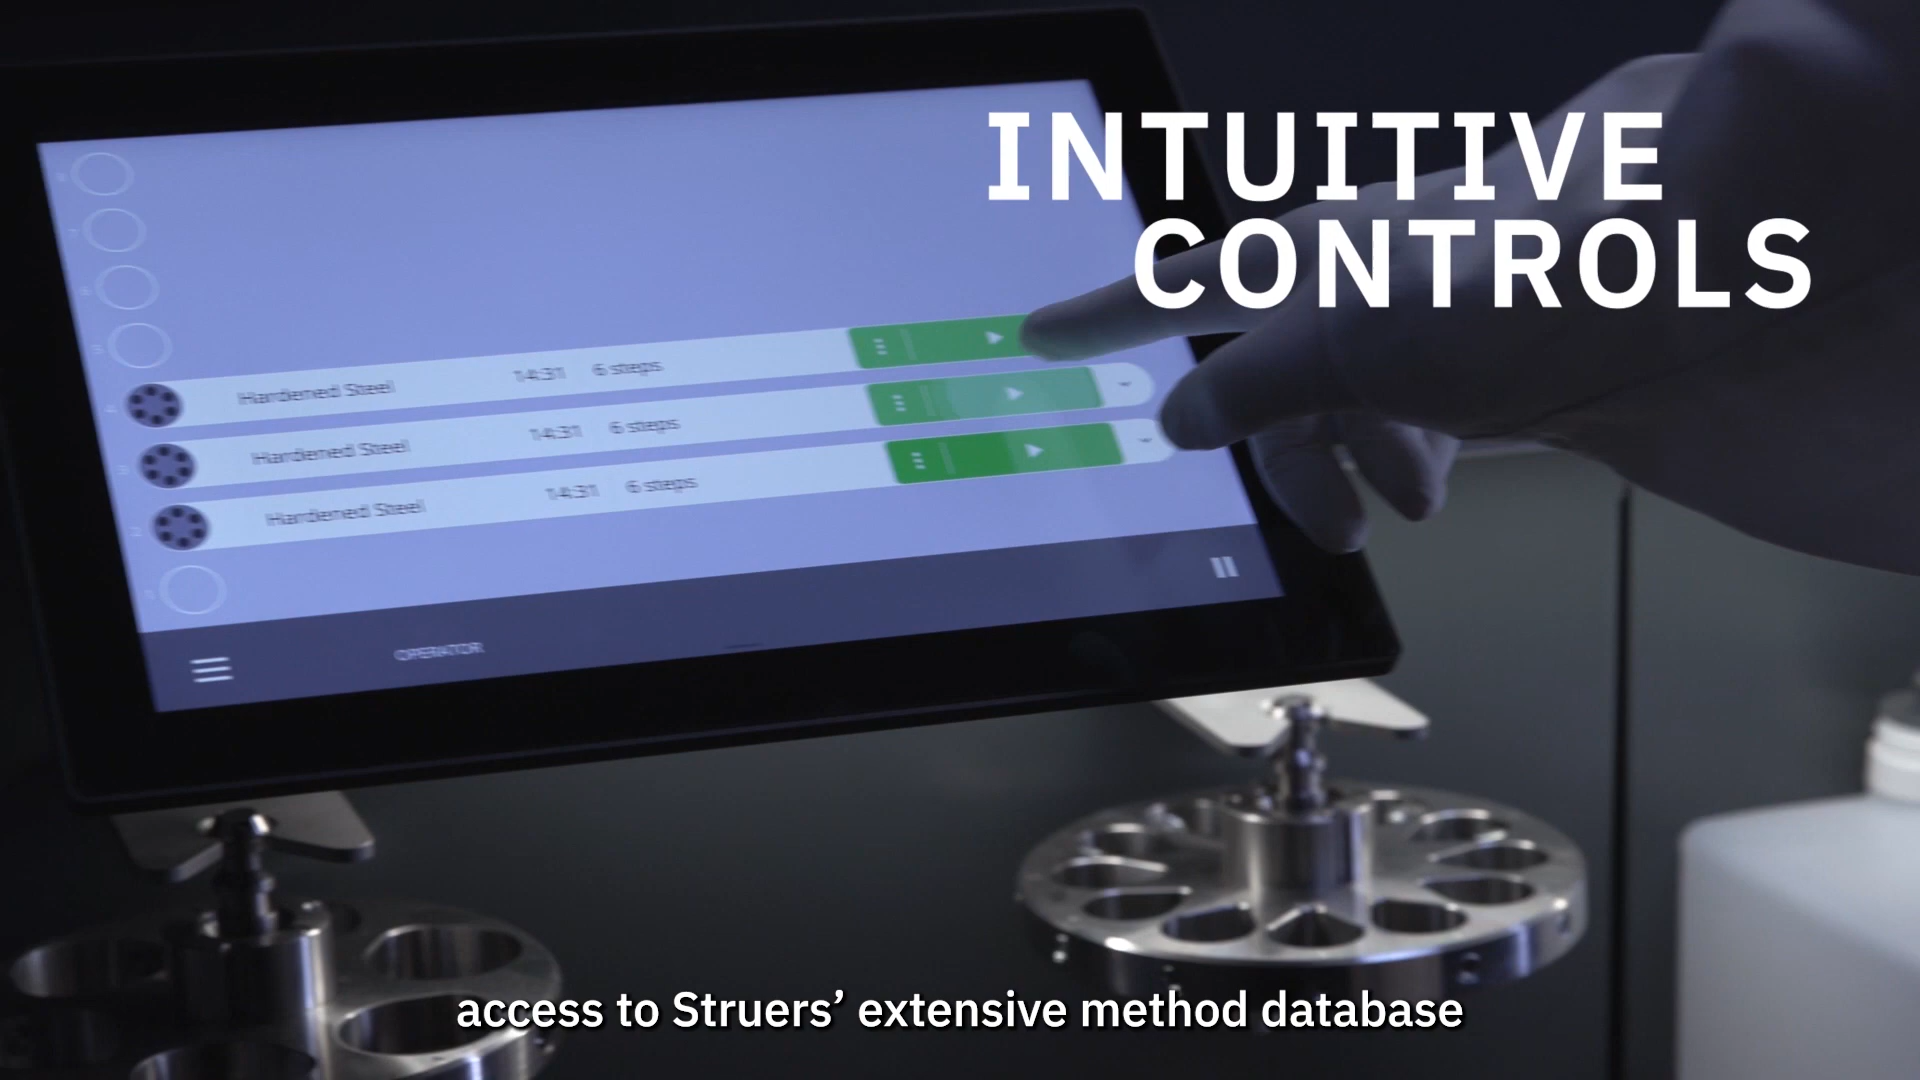 INTUITIVE
CONTROLS
Hardened Steel 14:31 6 steps
Hardened Steel 14:31 6 steps
Hardened Steel 14:31 6 steps
OPERATOR
access to Struers’ extensive method database